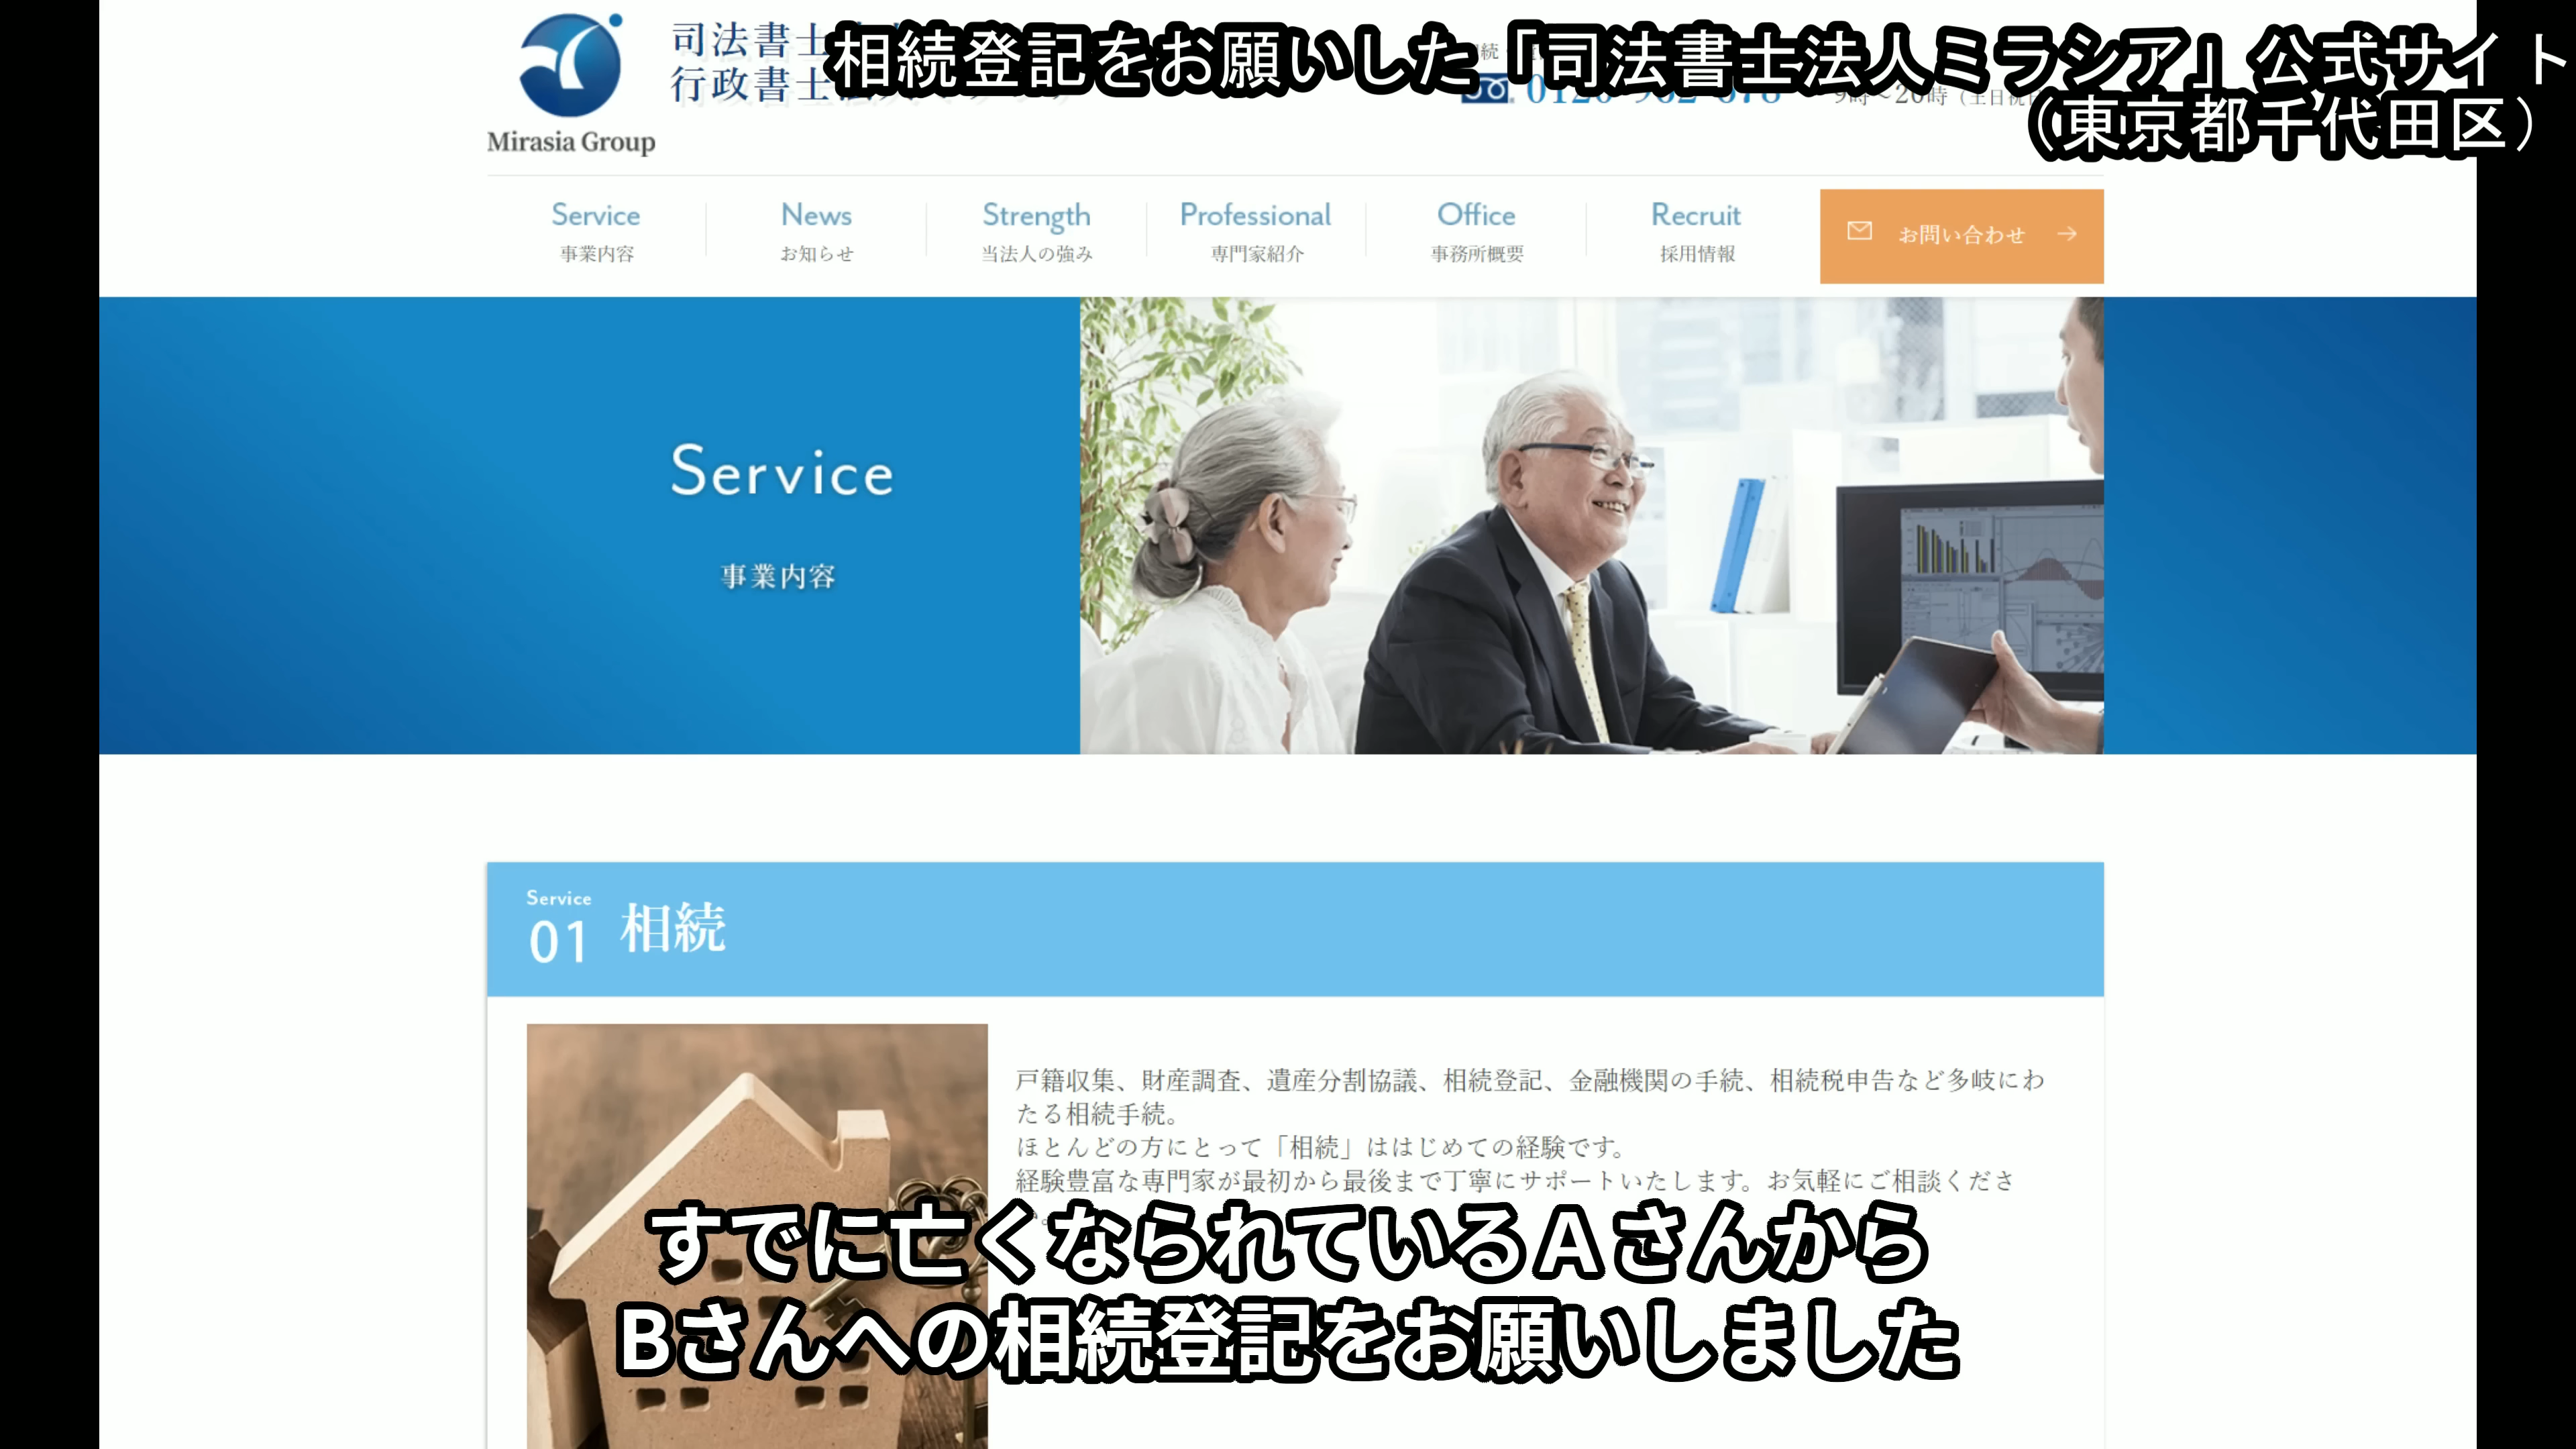 相続登記をお願いした「司法書士法人ミラシア」公式サイト
（東京都千代田区）
司法書士
行政書士
Mirasia Group
Service
事業内容
News
お知らせ
Strength
当法人の強み
Professional
専門家紹介
Office
事務所概要
Recruit
採用情報
お問い合わせ
Service
事業内容
Service
01
相続
戸籍収集、財産調査、遺産分割協議、相続登記、金融機関の手続、相続税申告など多岐にわ
たる相続手続。
ほとんどの方にとって「相続」ははじめての経験です。
経験豊富な専門家が最初から最後まで丁寧にサポートいたします。お気軽にご相談くださ
すでに亡くなられているAさんから
Bさんへの相続登記をお願いしました